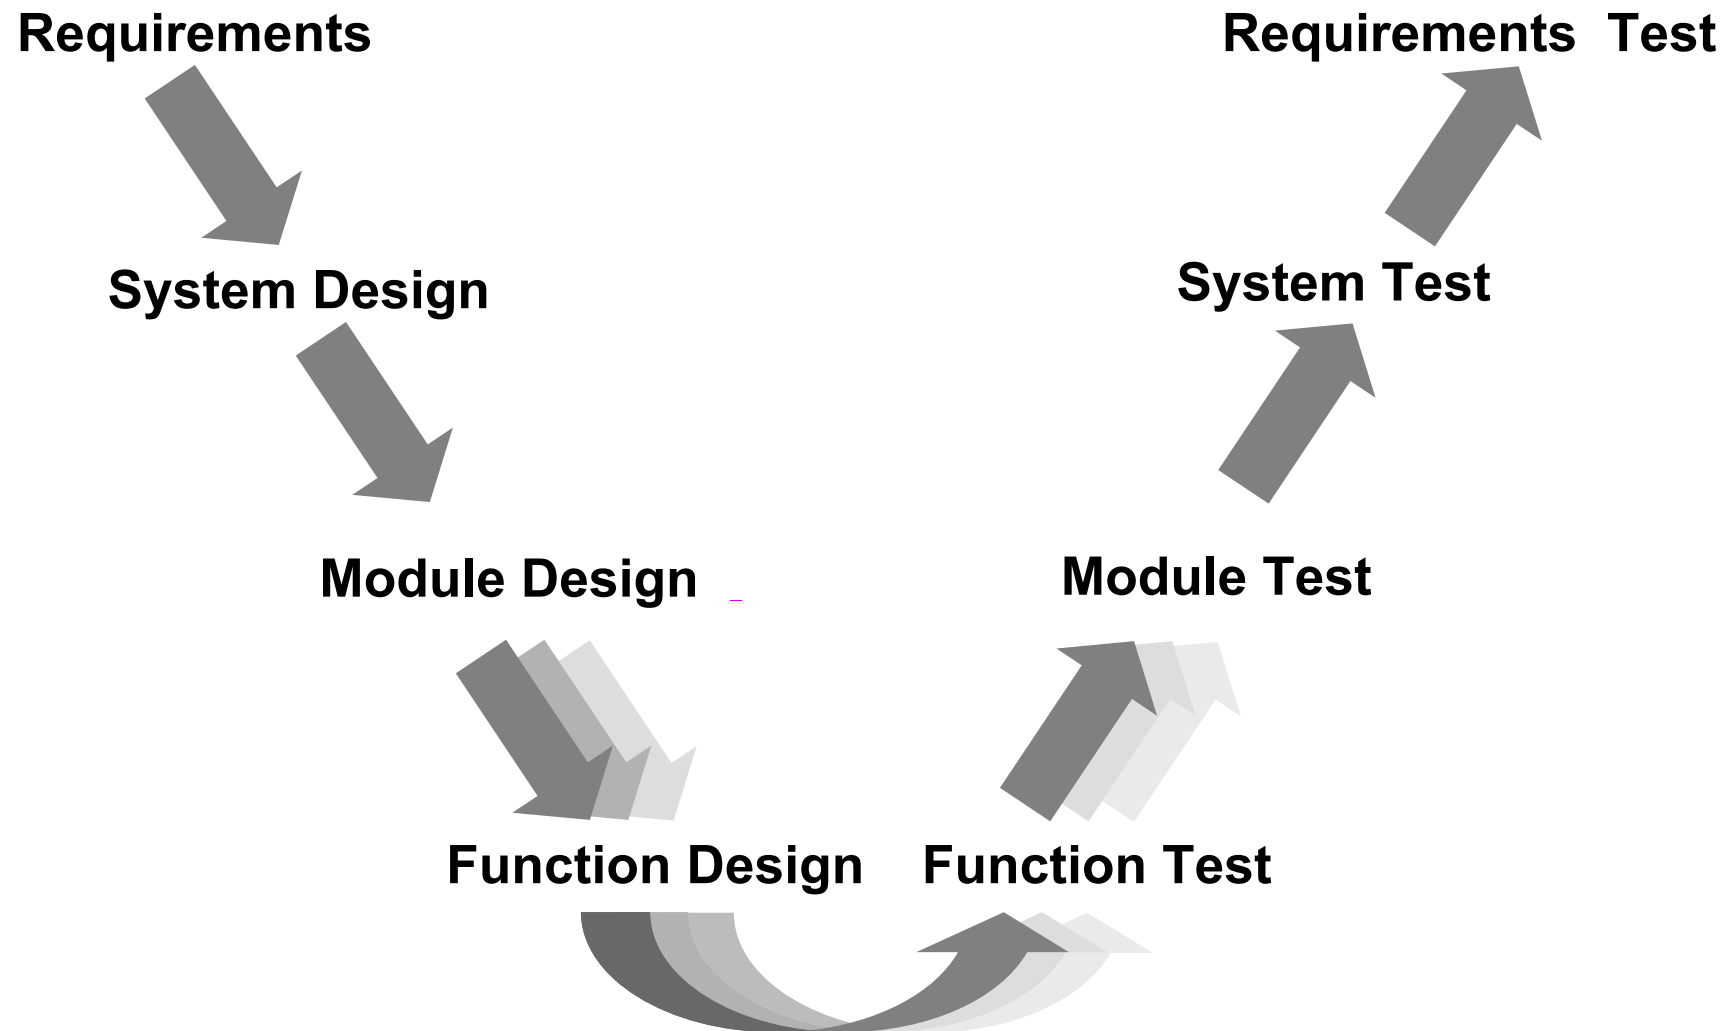 Requirements
Requirements Test
System Design
System Test
Module Design
Module Test
Function Design
Function Test